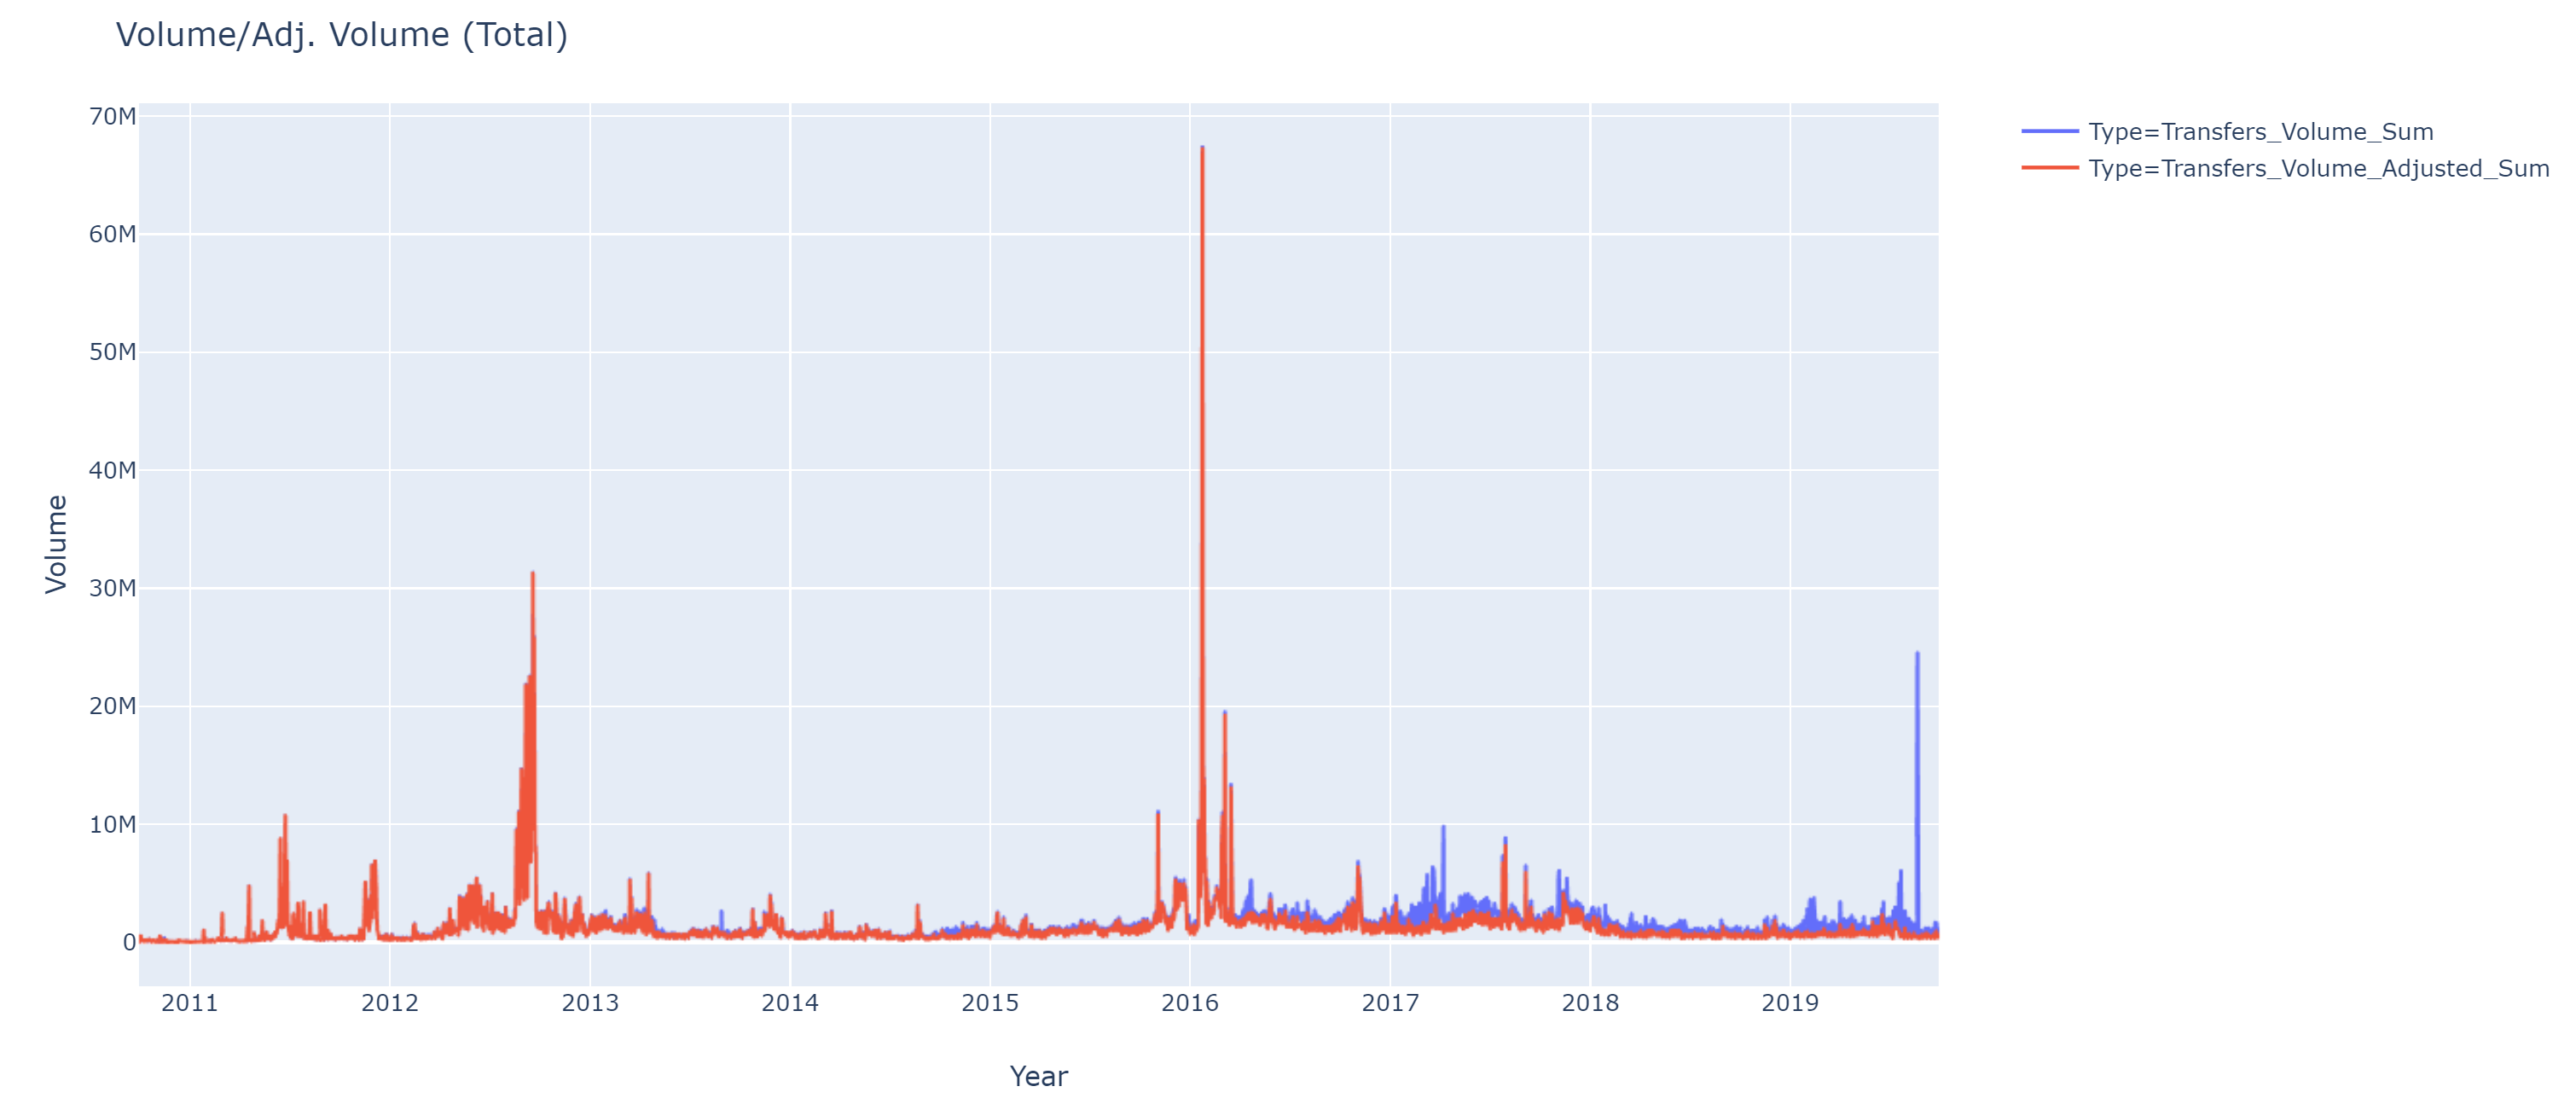 Volume/Adj. Volume (Total)
Type=Transfers_Volume_Sum
Type=Transfers_Volume_Adjusted_Sum
70M
60M
50M
40M
30M
20M
10M
0
Volume
2011 2012 2013 2014 2015 2016 2017 2018 2019
Year